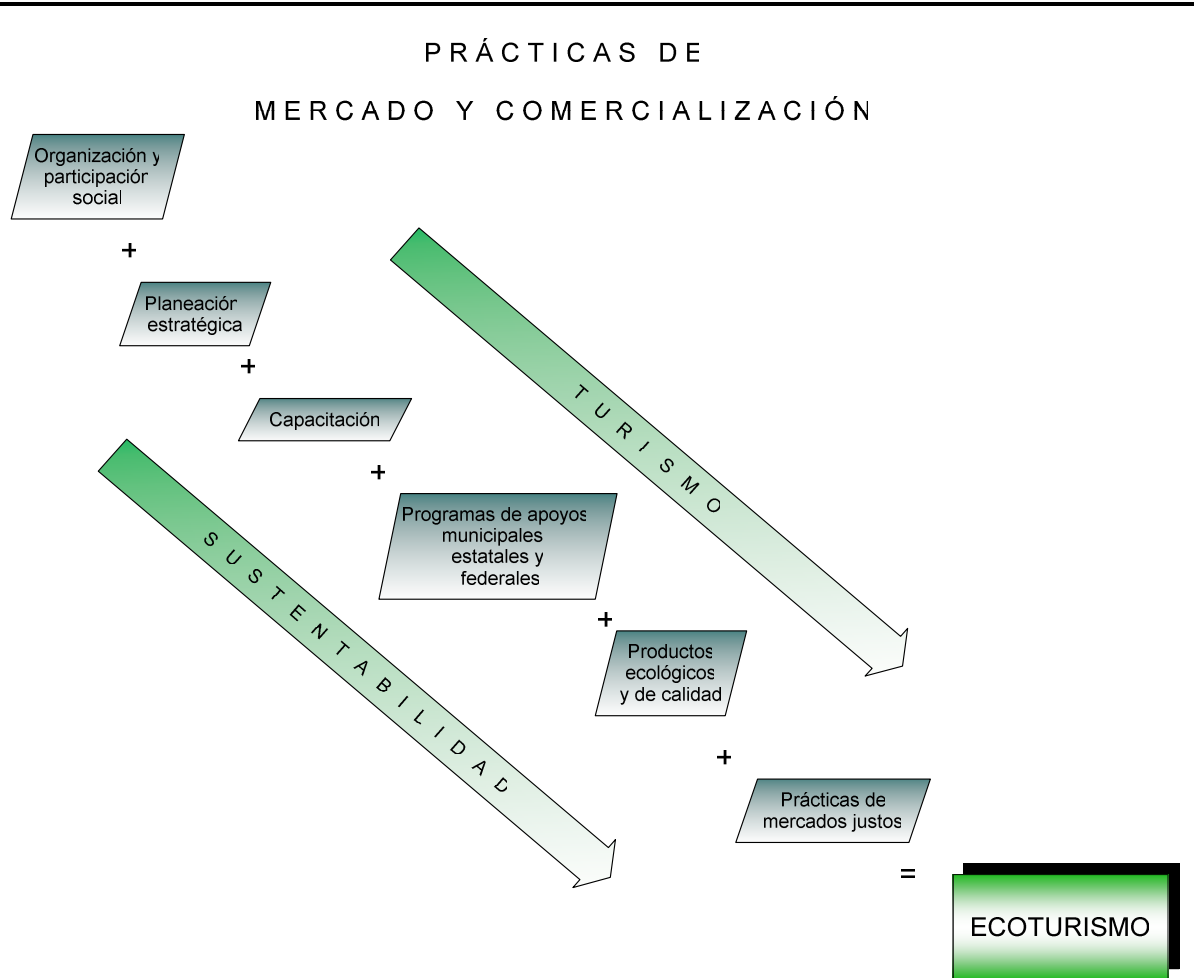 PRÁCTICAS DE
MERCADO Y COMERCIALIZACIÓN
Organización y
participación
social
+
Planeación
estratégica
+
Capacitación
+
Programas de apoyos
municipales
estatales y
federales
+
Productos
ecológicos
y de calidad
+
Prácticas de
mercados justos
=
ECOTURISMO
TURISMO
SUSTENTABILIDAD